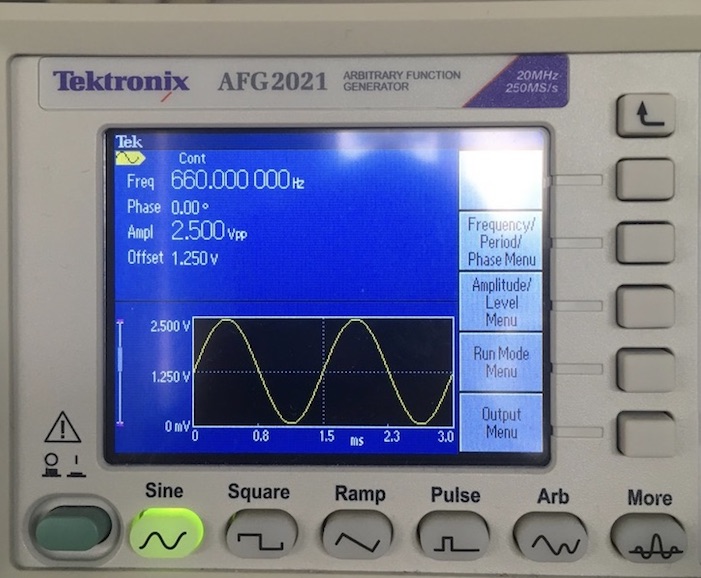 Tektronix AFG2021 ARBITRARY FUNCTION GENERATOR 20MHz 250MS/s
Tek
Cont
Freq 660.000 000 Hz
Phase 0.00 °
Ampl 2.500 Vpp
Offset 1.250 V
Frequency/
Period/
Phase Menu
Amplitude/
Level
Menu
Run Mode
Menu
Output
Menu
2.500 V
1.250 V
0 mV
0 0.8 1.5 ms 2.3 3.0
Sine Square Ramp Pulse Arb More